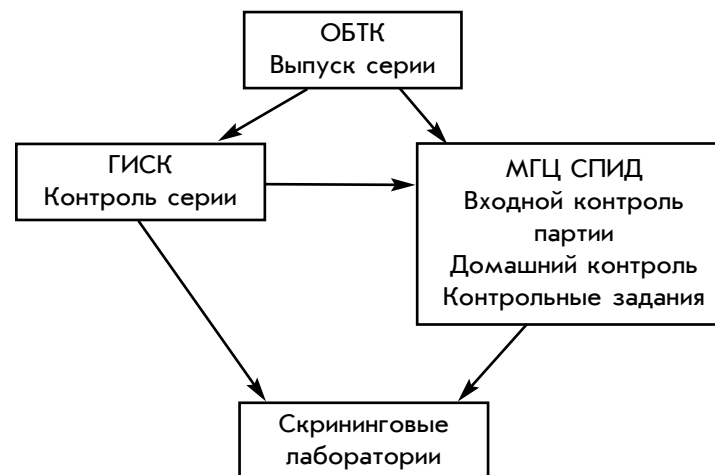 ОБТК
Выпуск серии
ГИСК
Контроль серии
МГЦ СПИД
Входной контроль
партии
Домашний контроль
Контрольные задания
Скрининговые
лаборатории